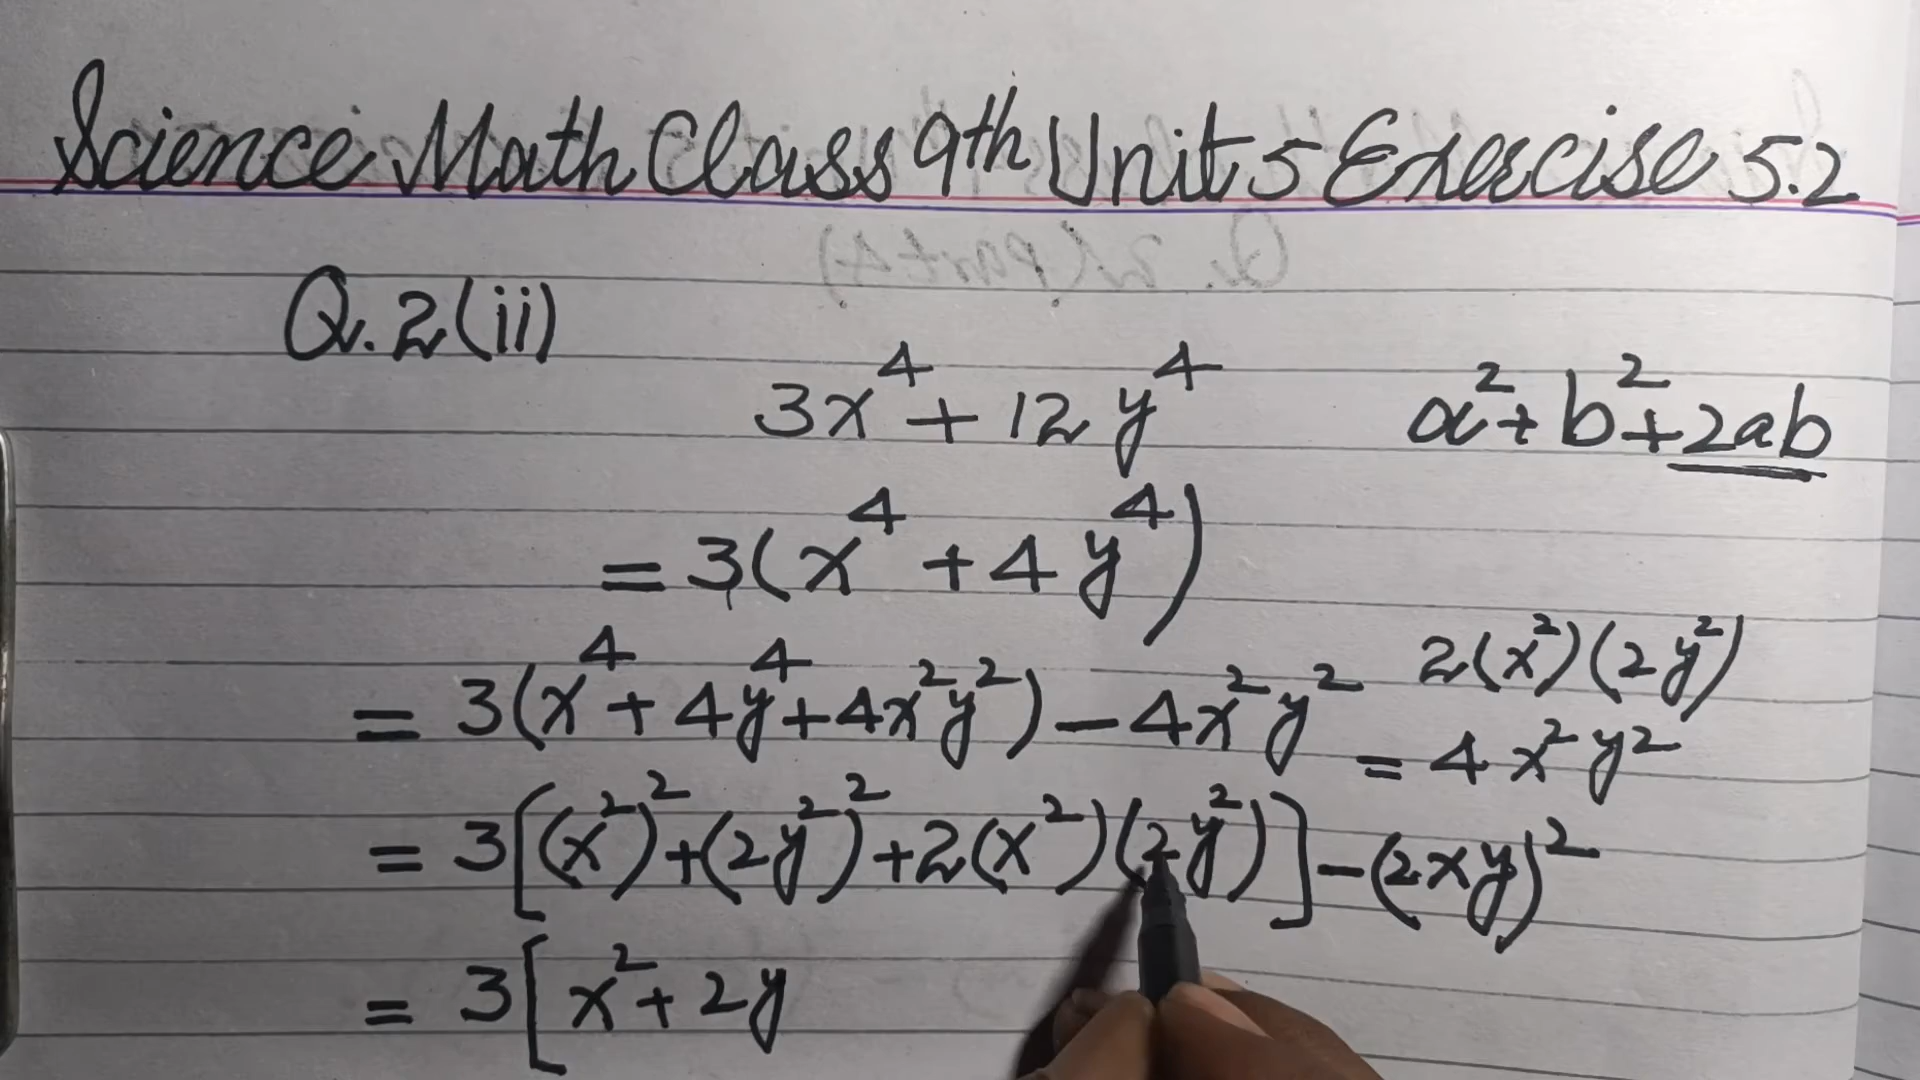 Science Math Class 9th Unit 5 Exercise 5.2
Q. 2 (Part A)
Q. 2(ii)
3x⁴ + 12y⁴ a² + b² + 2ab
= 3(x⁴ + 4y⁴)
2(x²)(2y²)
= 3(x⁴ + 4y⁴ + 4x²y²) - 4x²y²
= 4x²y²
= 3[(x²)² + (2y²)² + 2(x²)(2y²)] - (2xy)²
= 3[x² + 2y